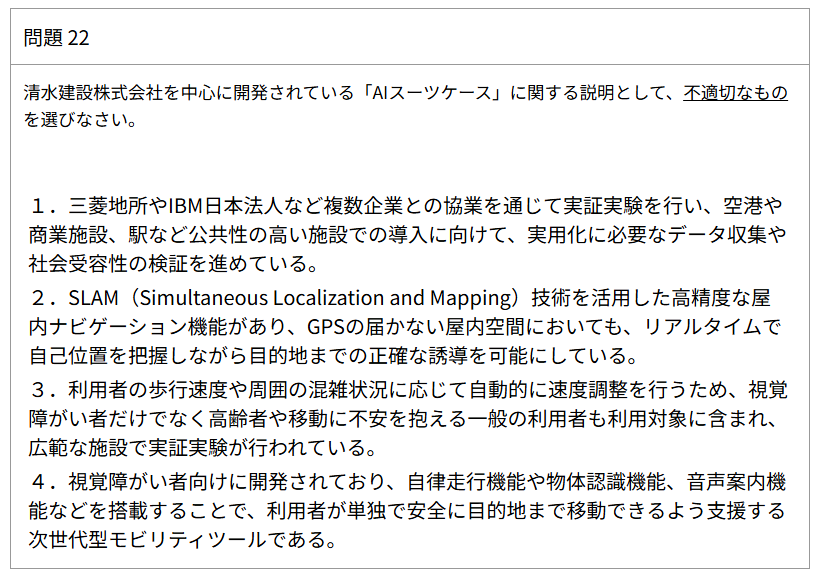 問題 22
清水建設株式会社を中心に開発されている「AIスーツケース」に関する説明として、不適切なもの
を選びなさい。
１．三菱地所やIBM日本法人など複数企業との協業を通じて実証実験を行い、空港や
商業施設、駅など公共性の高い施設での導入に向けて、実用化に必要なデータ収集や
社会受容性の検証を進めている。
２．SLAM（Simultaneous Localization and Mapping）技術を活用した高精度な屋
内ナビゲーション機能があり、GPSの届かない屋内空間においても、リアルタイムで
自己位置を把握しながら目的地までの正確な誘導を可能にしている。
３．利用者の歩行速度や周囲の混雑状況に応じて自動的に速度調整を行うため、視覚
障がい者だけでなく高齢者や移動に不安を抱える一般の利用者も利用対象に含まれ、
広範な施設で実証実験が行われている。
４．視覚障がい者向けに開発されており、自律走行機能や物体認識機能、音声案内機
能などを搭載することで、利用者が単独で安全に目的地まで移動できるよう支援する
次世代型モビリティツールである。